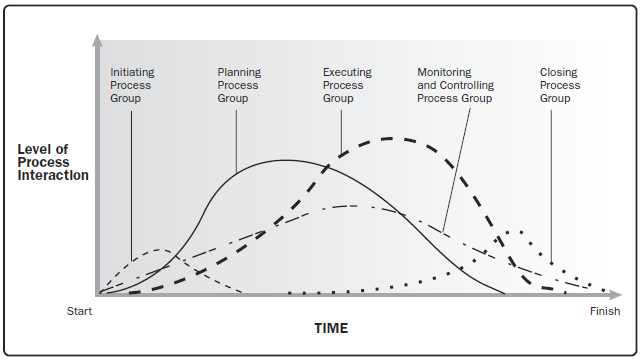 Initiating
Process
Group
Planning
Process
Group
Executing
Process
Group
Monitoring
and Controlling
Process Group
Closing
Process
Group
Level of
Process
Interaction
Start
Finish
TIME